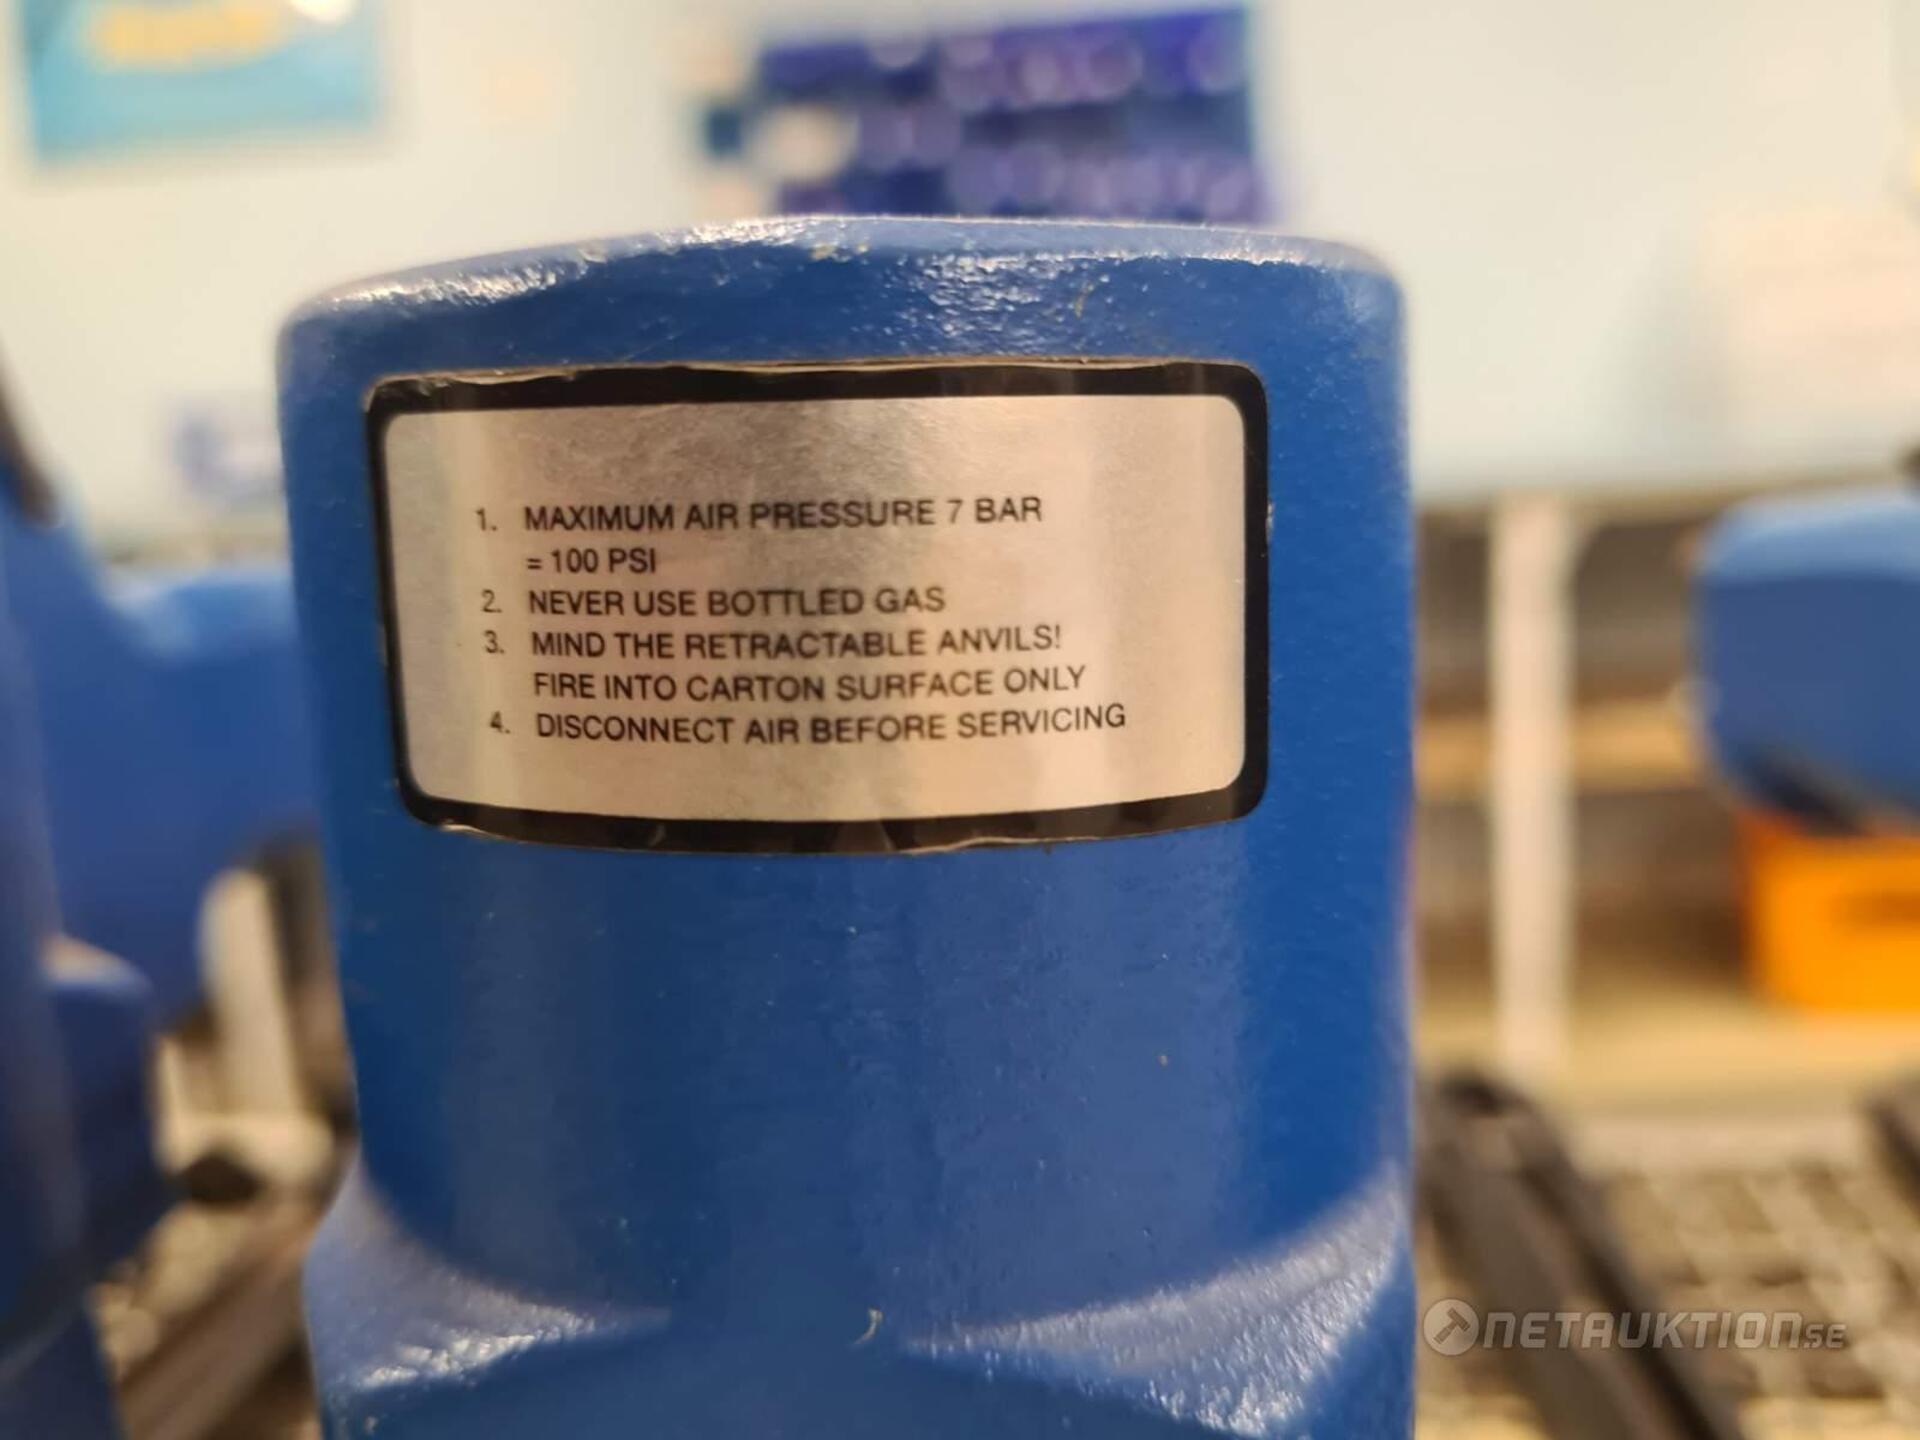 1. MAXIMUM AIR PRESSURE 7 BAR
= 100 PSI
2. NEVER USE BOTTLED GAS
3. MIND THE RETRACTABLE ANVILS!
FIRE INTO CARTON SURFACE ONLY
4. DISCONNECT AIR BEFORE SERVICING
NETAUKTION.SE